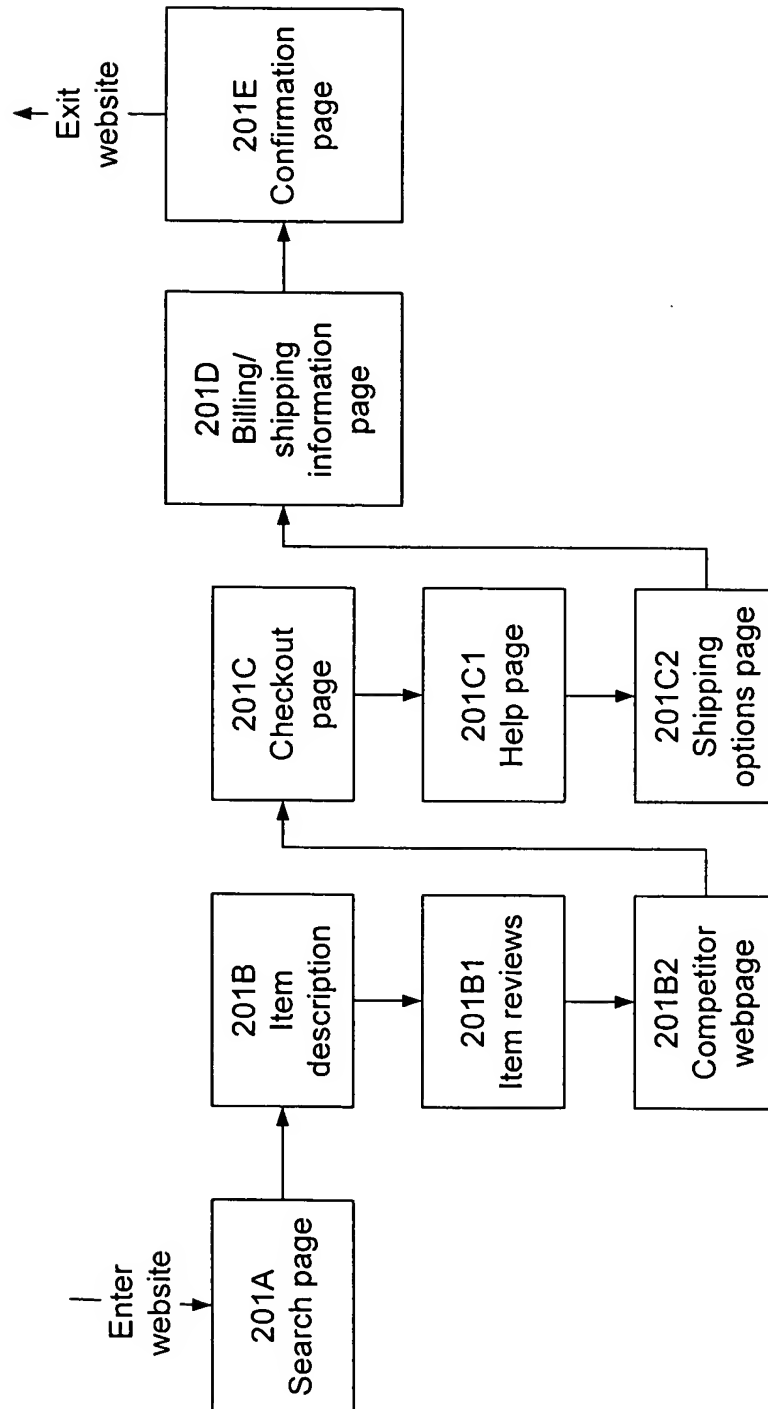 Enter
website
201A
Search page
201B
Item
description
201B1
Item reviews
201B2
Competitor
webpage
201C
Checkout
page
201C1
Help page
201C2
Shipping
options page
201D
Billing/
shipping
information
page
201E
Confirmation
page
Exit
website